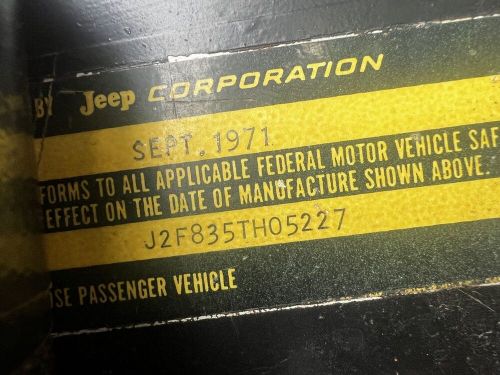 BY Jeep CORPORATION
SEPT. 1971
FORMS TO ALL APPLICABLE FEDERAL MOTOR VEHICLE SAF
EFFECT ON THE DATE OF MANUFACTURE SHOWN ABOVE.
J2F835TH05227
SE PASSENGER VEHICLE